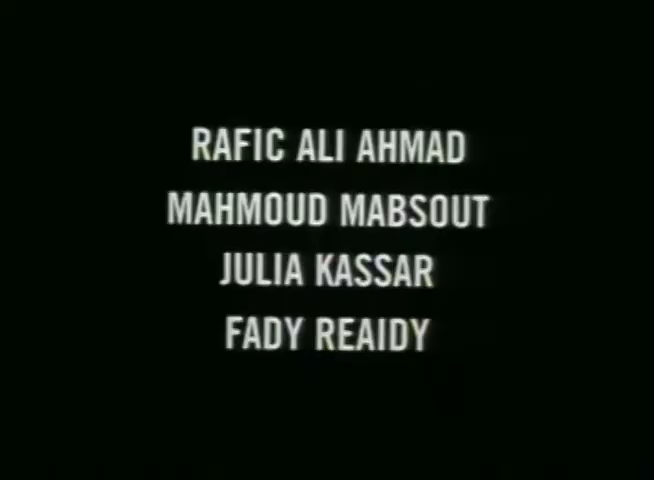 RAFIC ALI AHMAD
MAHMOUD MABSOUT
JULIA KASSAR
FADY REAIDY